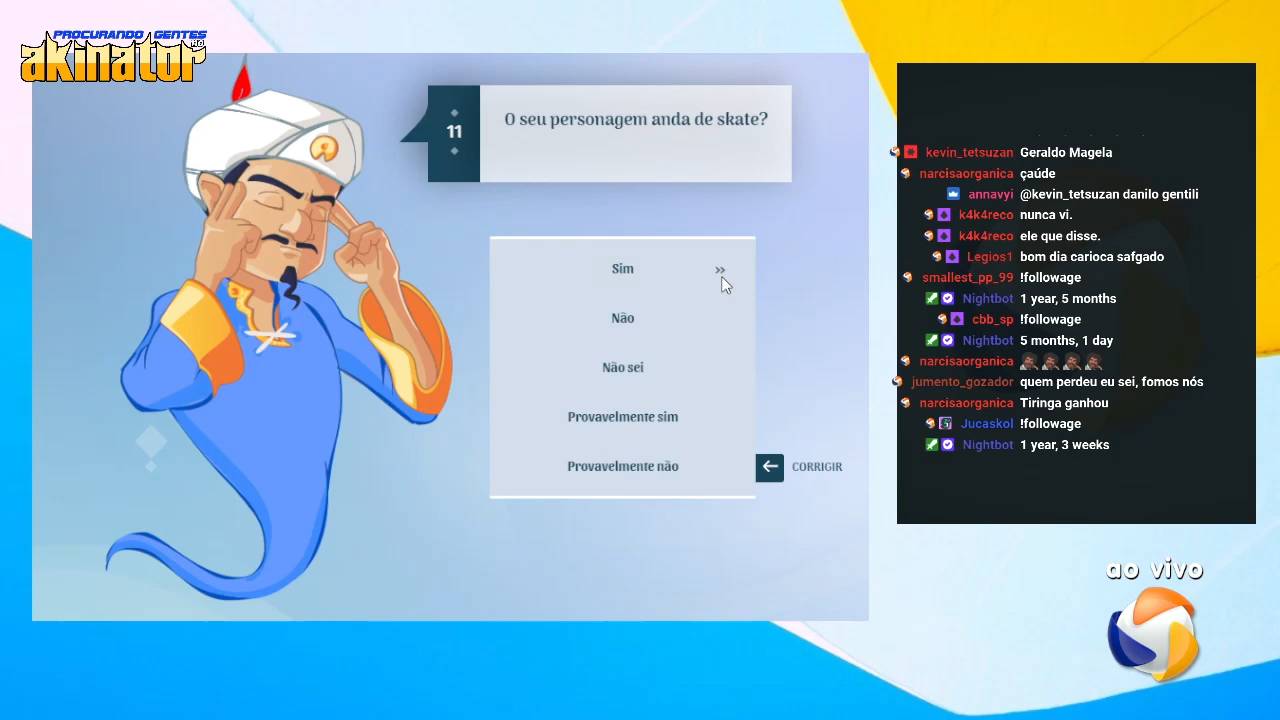 PROCURANDO GENTES
NO
akinator
11
O seu personagem anda de skate?
Sim
Não
Não sei
Provavelmente sim
Provavelmente não
CORRIGIR
kevin_tetsuzan Geraldo Magela
narcisaorganica çaúde
annavyi @kevin_tetsuzan danilo gentili
k4k4reco nunca vi.
k4k4reco ele que disse.
Legios1 bom dia carioca safgado
smallest_pp_99 !followage
Nightbot 1 year, 5 months
cbb_sp !followage
Nightbot 5 months, 1 day
narcisaorganica
jumento_gozador quem perdeu eu sei, fomos nós
narcisaorganica Tiringa ganhou
Jucaskol !followage
Nightbot 1 year, 3 weeks
ao vivo